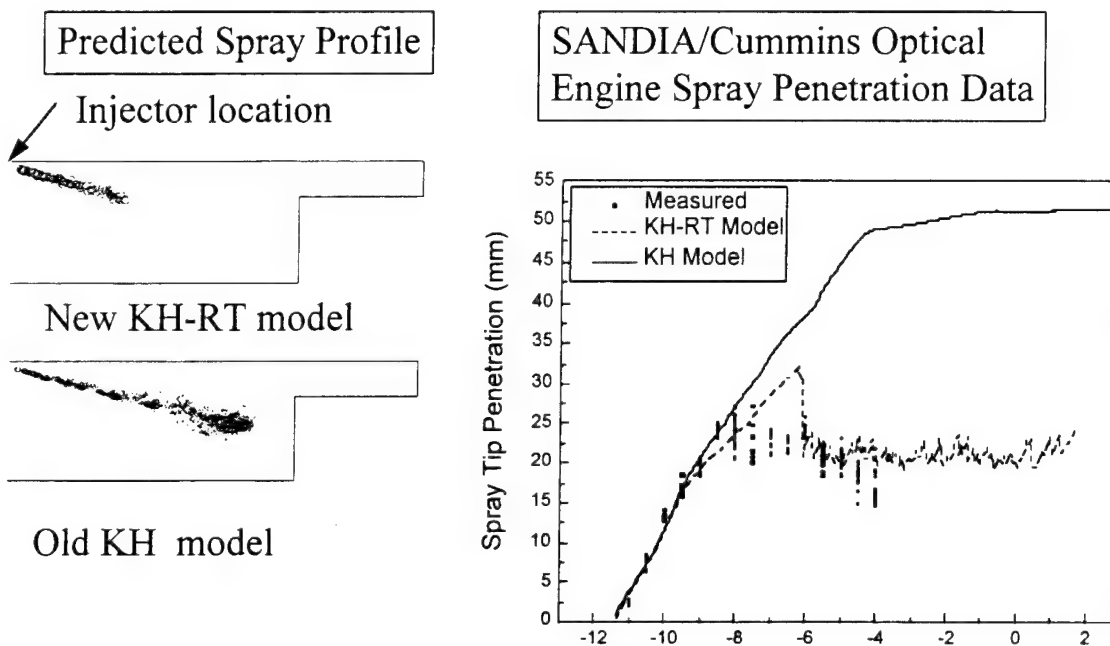 Predicted Spray Profile
Injector location
New KH-RT model
Old KH model
SANDIA/Cummins Optical
Engine Spray Penetration Data
Measured
KH-RT Model
KH Model
Spray Tip Penetration (mm)
55
50
45
40
35
30
25
20
15
10
5
0
-12 -10 -8 -6 -4 -2 0 2